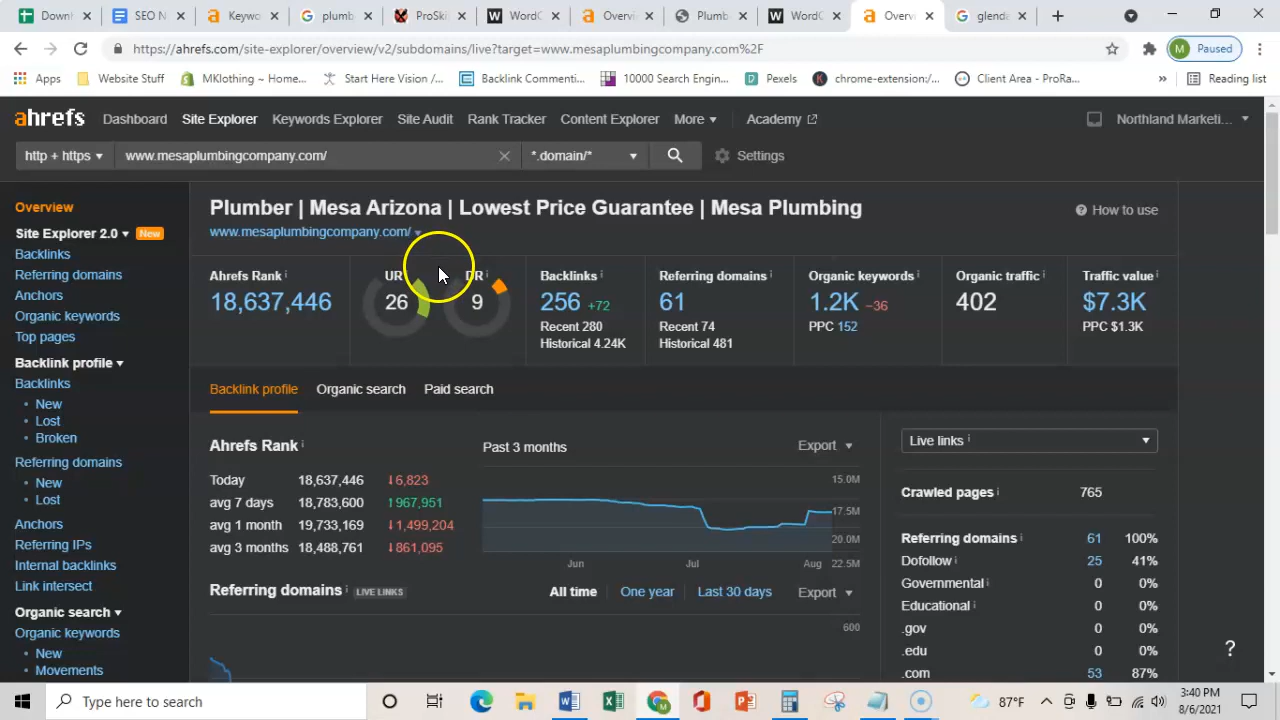 Downl
SEO N
Keywo
plumb
ProSki
WordC
Overvi
Plumb
WordC
Overv
glenda
https://ahrefs.com/site-explorer/overview/v2/subdomains/live?target=www.mesaplumbingcompany.com%2F
M Paused
Apps Website Stuff MKlothing ~ Home... Start Here Vision /... Backlink Commenti... 10000 Search Engin... Pexels chrome-extension:/... Client Area - ProRa... » Reading list
ahrefs Dashboard Site Explorer Keywords Explorer Site Audit Rank Tracker Content Explorer More Academy Northland Marketi...
http + https www.mesaplumbingcompany.com/ *.domain/* Settings
Overview
Site Explorer 2.0 New
Backlinks
Referring domains
Anchors
Organic keywords
Top pages
Backlink profile
Backlinks
• New
• Lost
• Broken
Referring domains
• New
• Lost
Anchors
Referring IPs
Internal backlinks
Link intersect
Organic search
Organic keywords
• New
• Movements
Plumber | Mesa Arizona | Lowest Price Guarantee | Mesa Plumbing
How to use
www.mesaplumbingcompany.com/
Ahrefs Rank
18,637,446
UR
26
DR
9
Backlinks
256 +72
Recent 280
Historical 4.24K
Referring domains
61
Recent 74
Historical 481
Organic keywords
1.2K −36
PPC 152
Organic traffic
402
Traffic value
$7.3K
PPC $1.3K
Backlink profile Organic search Paid search
Ahrefs Rank
Past 3 months
Export
Today 18,637,446 ↓6,823
avg 7 days 18,783,600 ↑967,951
avg 1 month 19,733,169 ↓1,499,204
avg 3 months 18,488,761 ↓861,095
15.0M
17.5M
20.0M
22.5M
Jun Jul Aug
Referring domains LIVE LINKS
All time One year Last 30 days Export
600
Live links
Crawled pages 765
Referring domains 61 100%
Dofollow 25 41%
Governmental 0 0%
Educational 0 0%
.gov 0 0%
.edu 0 0%
.com 53 87%
?
Type here to search
87°F
3:40 PM
8/6/2021